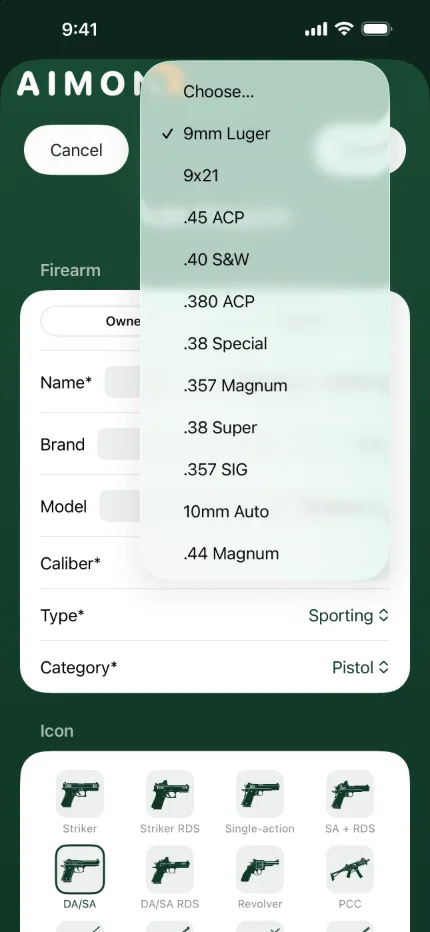 9:41
AIMON
Cancel
Choose...
✓ 9mm Luger
9x21
.45 ACP
.40 S&W
.380 ACP
.38 Special
.357 Magnum
.38 Super
.357 SIG
10mm Auto
.44 Magnum
Firearm
Owne
Name*
Brand
Model
Caliber*
Type*
Sporting
Category*
Pistol
Icon
Striker
Striker RDS
Single-action
SA + RDS
DA/SA
DA/SA RDS
Revolver
PCC